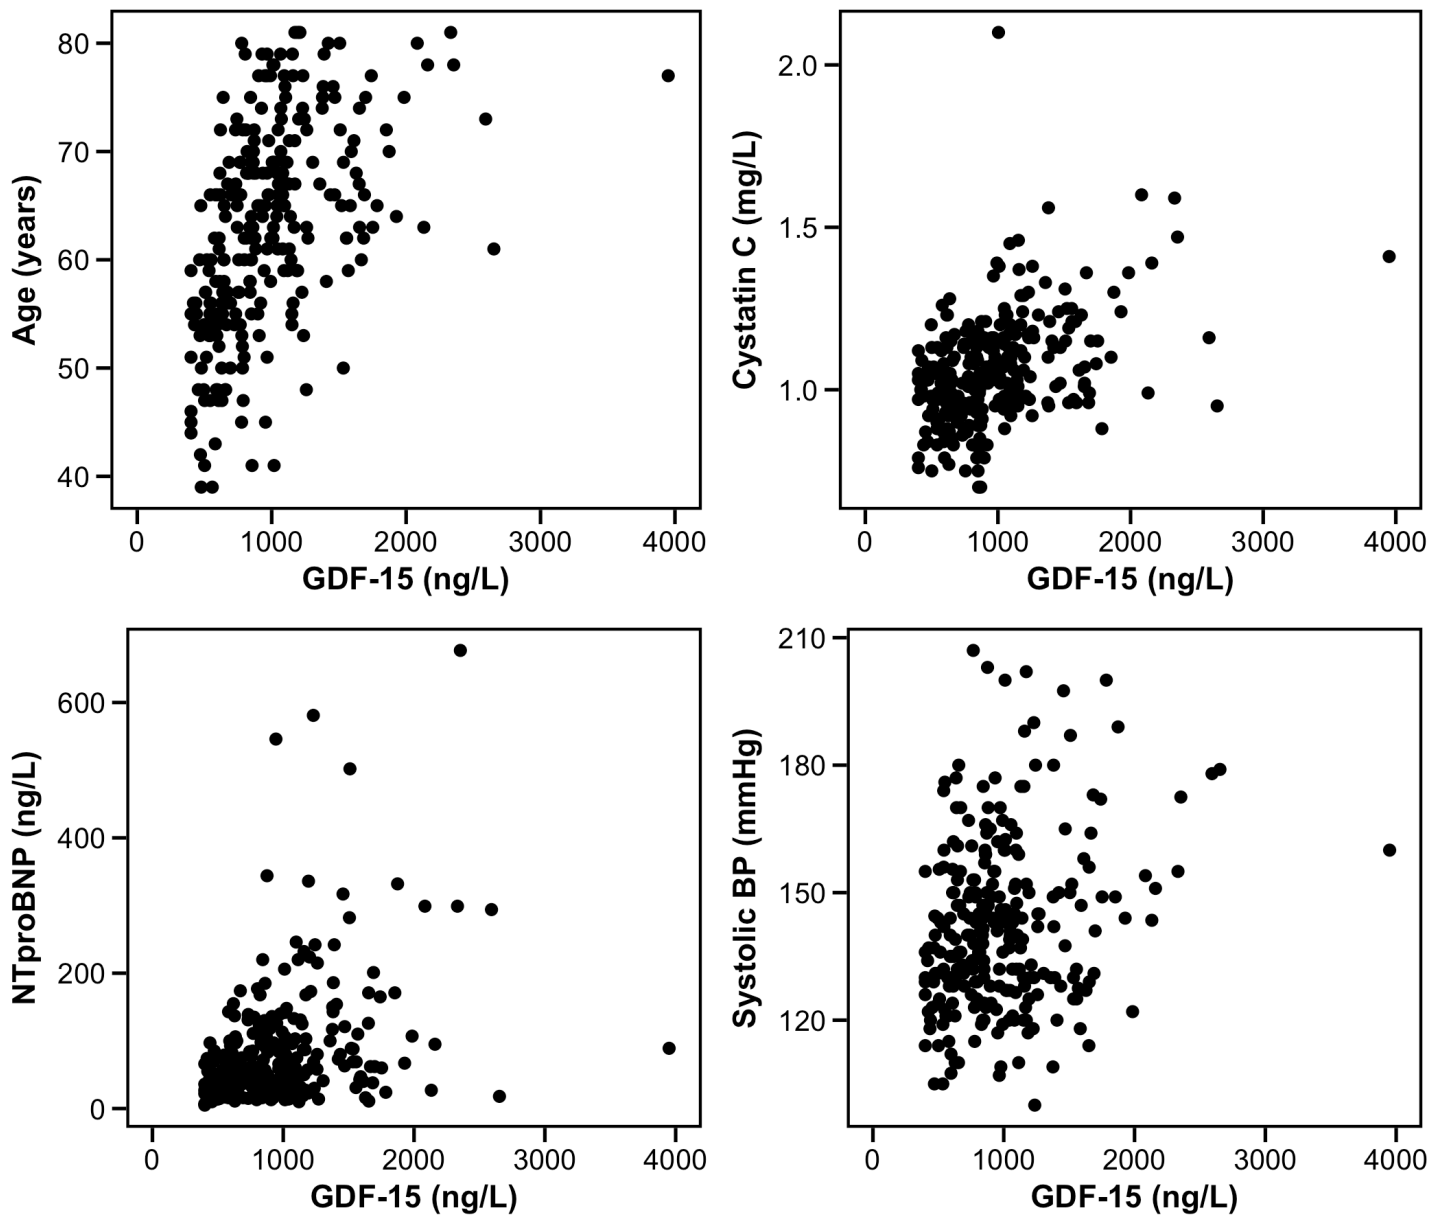 Age (years)
80
70
60
50
40
0 1000 2000 3000 4000
GDF-15 (ng/L)
Cystatin C (mg/L)
2.0
1.5
1.0
0 1000 2000 3000 4000
GDF-15 (ng/L)
NTproBNP (ng/L)
600
400
200
0
0 1000 2000 3000 4000
GDF-15 (ng/L)
Systolic BP (mmHg)
210
180
150
120
0 1000 2000 3000 4000
GDF-15 (ng/L)